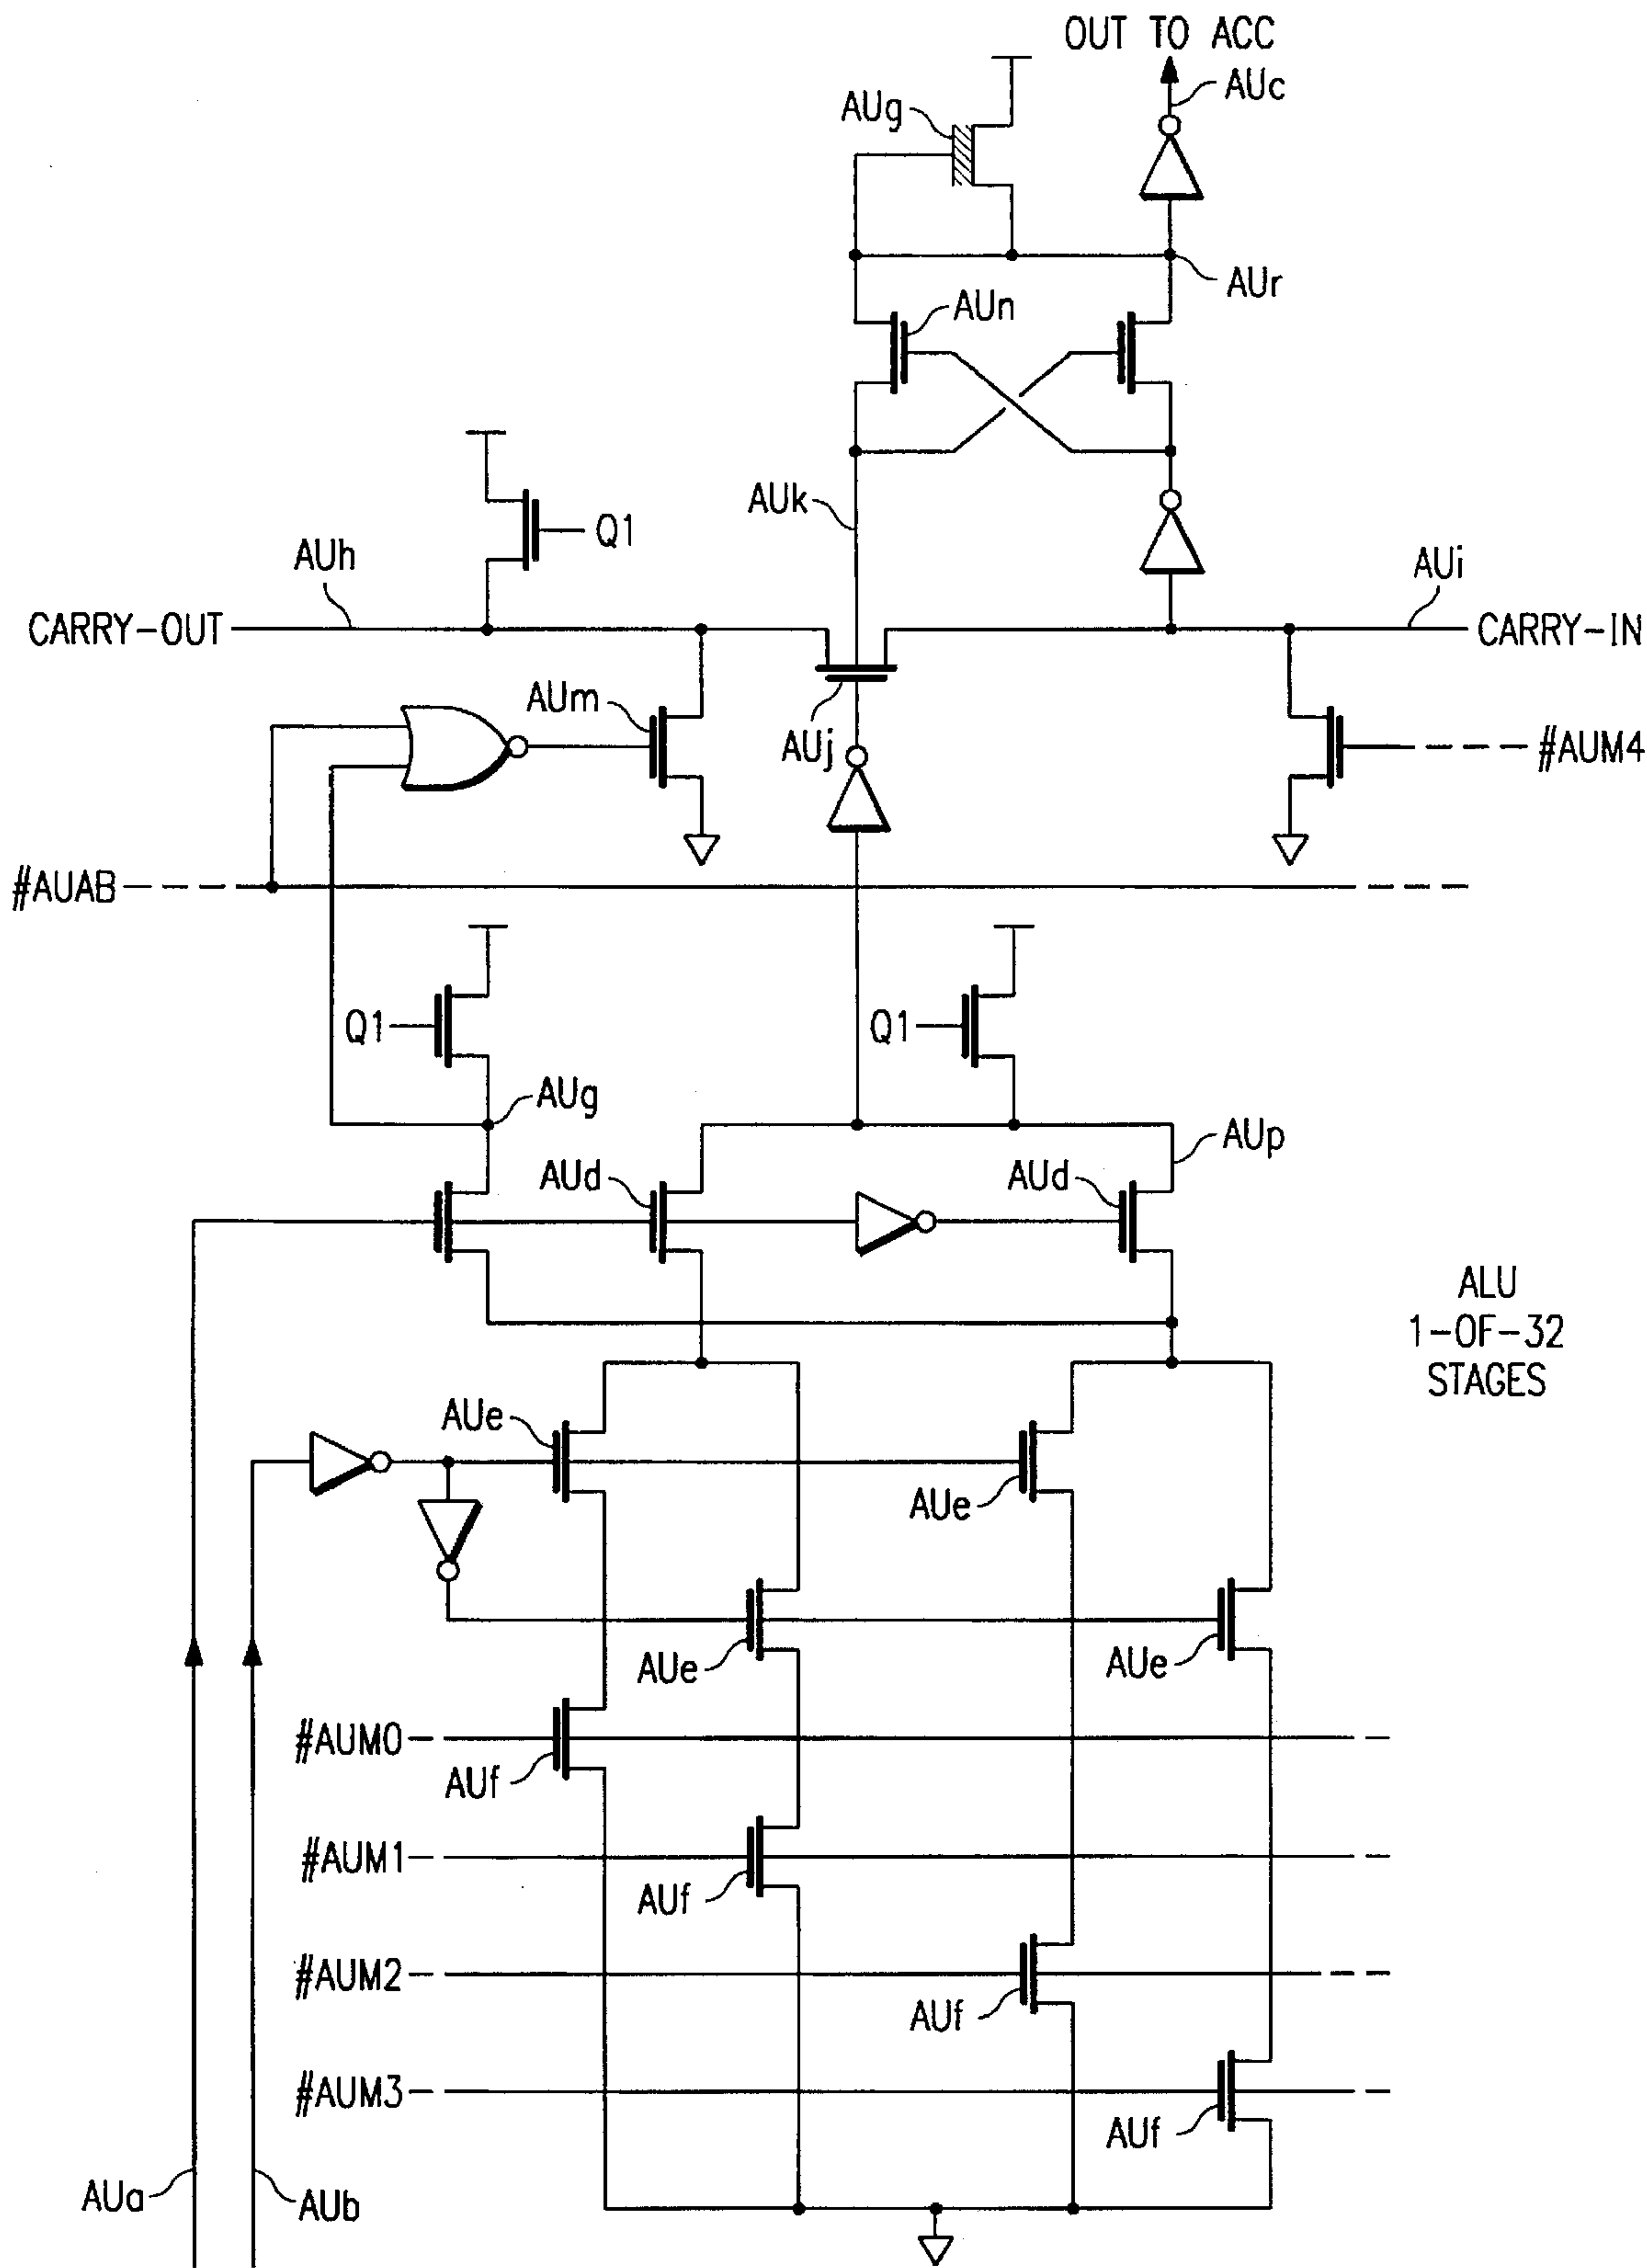 OUT TO ACC
AUc
AUg
AUr
AUn
AUk
Q1
AUh
AUi
CARRY-OUT
CARRY-IN
AUm
AUj
#AUM4
#AUAB
Q1
Q1
AUg
AUp
AUd
AUd
ALU
1-OF-32
STAGES
AUe
AUe
AUe
AUe
#AUM0
AUf
#AUM1
AUf
#AUM2
AUf
#AUM3
AUf
AUa
AUb